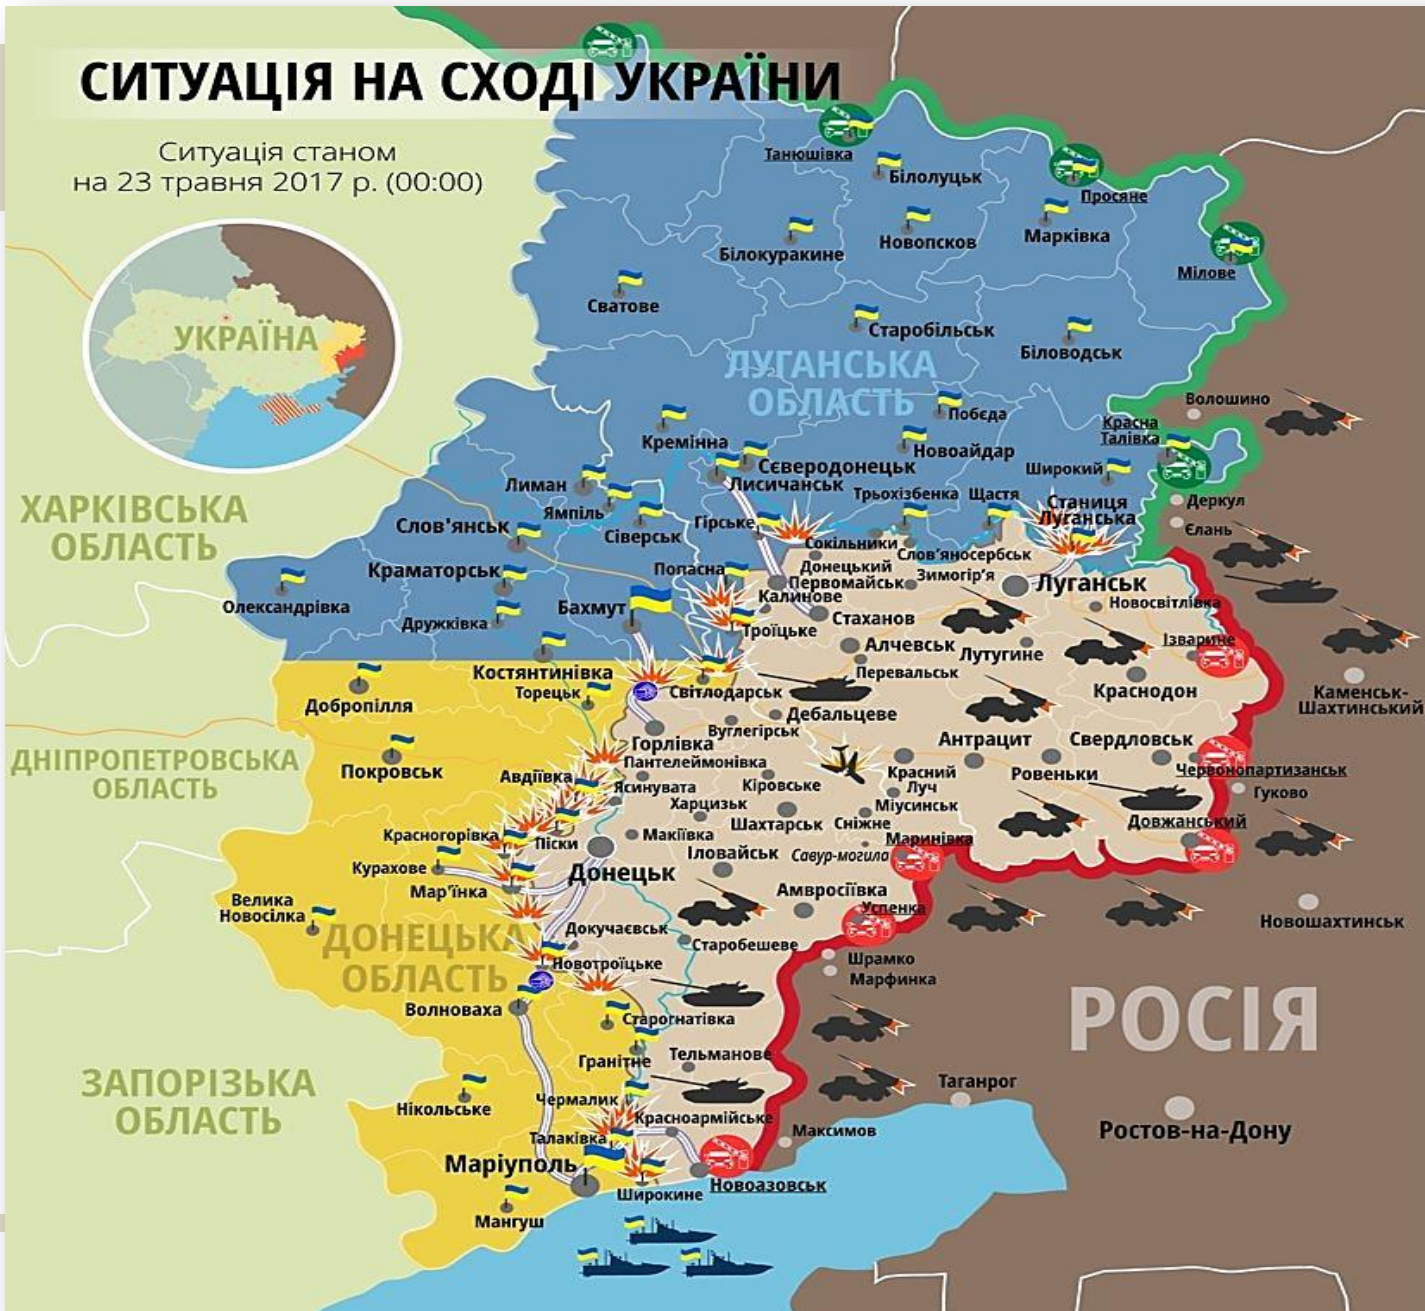 СИТУАЦІЯ НА СХОДІ УКРАЇНИ
Ситуація станом
на 23 травня 2017 р. (00:00)
УКРАЇНА
Танюшівка
Білолуцьк
Просяне
Білокуракине
Новопсков
Марківка
Мілове
Сватове
Старобільськ
Біловодськ
ЛУГАНСЬКА
ОБЛАСТЬ
Волошино
Побєда
Красна
Талівка
Кремінна
Новоайдар
Сєверодонецьк
Лисичанськ
Широкий
Лиман
Трьохізбенка
Щастя
Станиця
Луганська
Деркул
Єлань
ХАРКІВСЬКА
ОБЛАСТЬ
Ямпіль
Слов'янськ
Сіверськ
Гірське
Сокільники
Слов'яносербськ
Донецький
Краматорськ
Попасна
Первомайськ
Зимогір'я
Луганськ
Олександрівка
Бахмут
Калинове
Новосвітлівка
Дружківка
Троїцьке
Стаханов
Алчевськ
Лутугине
Ізварине
Костянтинівка
Перевальськ
Торецьк
Світлодарськ
Краснодон
Каменськ-
Шахтинський
Добропілля
Дебальцеве
Вуглегірськ
Горлівка
Антрацит
Свердловськ
ДНІПРОПЕТРОВСЬКА
ОБЛАСТЬ
Пантелеймонівка
Покровськ
Авдіївка
Ясинувата
Кіровське
Красний
Луч
Ровеньки
Червонопартизанськ
Гуково
Харцизьк
Міусинськ
Красногорівка
Піски
Макіївка
Шахтарськ
Сніжне
Довжанський
Маринівка
Іловайськ
Савур-могила
Курахове
Донецьк
Мар'їнка
Амвросіївка
Велика
Новосілка
Успенка
Новошахтинськ
ДОНЕЦЬКА
ОБЛАСТЬ
Докучаєвськ
Старобешеве
Новотроїцьке
Шрамко
Марфинка
Волноваха
Старогнатівка
РОСІЯ
Гранітне
Тельманове
ЗАПОРІЗЬКА
ОБЛАСТЬ
Таганрог
Нікольське
Чермалик
Красноармійське
Талаківка
Максимов
Ростов-на-Дону
Маріуполь
Широкине
Новоазовськ
Мангуш